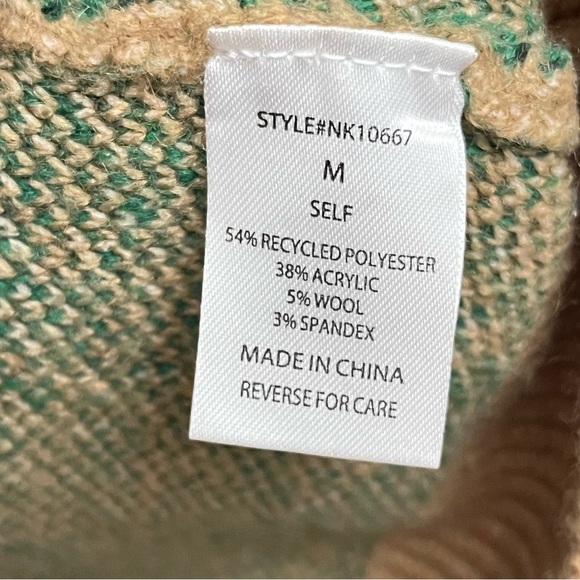 STYLE#NK10667
M
SELF
54% RECYCLED POLYESTER
38% ACRYLIC
5% WOOL
3% SPANDEX
MADE IN CHINA
REVERSE FOR CARE